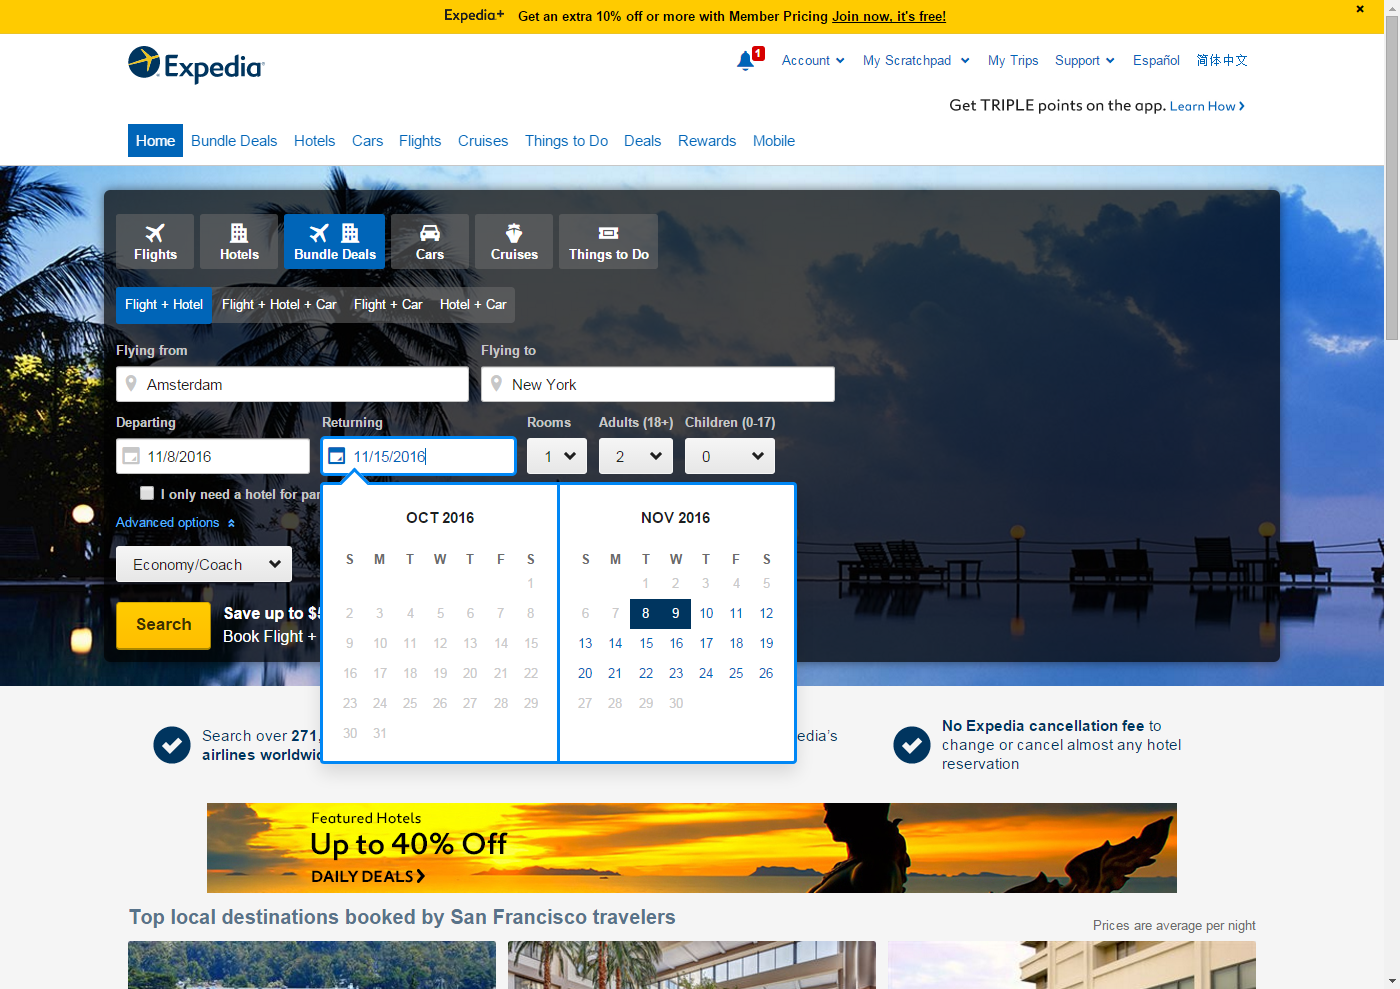 Expedia+ Get an extra 10% off or more with Member Pricing Join now, it's free!
Expedia
1 Account My Scratchpad My Trips Support Español 简体中文
Get TRIPLE points on the app. Learn How
Home Bundle Deals Hotels Cars Flights Cruises Things to Do Deals Rewards Mobile
Flights Hotels Bundle Deals Cars Cruises Things to Do
Flight + Hotel Flight + Hotel + Car Flight + Car Hotel + Car
Flying from Flying to
Amsterdam New York
Departing Returning Rooms Adults (18+) Children (0-17)
11/8/2016 11/15/2016 1 2 0
I only need a hotel for par
Advanced options
Economy/Coach
Search
Save up to $5
Book Flight +
OCT 2016
S M T W T F S
1
2 3 4 5 6 7 8
9 10 11 12 13 14 15
16 17 18 19 20 21 22
23 24 25 26 27 28 29
30 31
NOV 2016
S M T W T F S
1 2 3 4 5
6 7 8 9 10 11 12
13 14 15 16 17 18 19
20 21 22 23 24 25 26
27 28 29 30
Search over 271,
airlines worldwid
edia's
No Expedia cancellation fee to
change or cancel almost any hotel
reservation
Featured Hotels
Up to 40% Off
DAILY DEALS
Top local destinations booked by San Francisco travelers
Prices are average per night